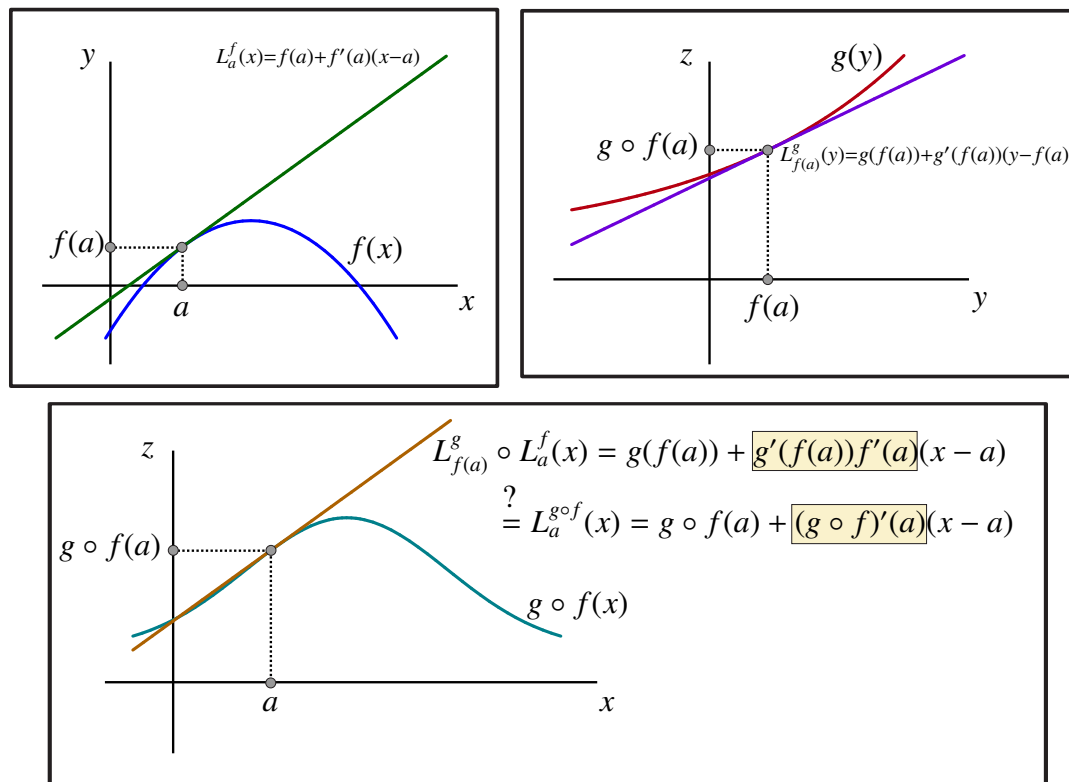 y
L_a^f(x)=f(a)+f′(a)(x−a)
f(a)
f(x)
a
x
z
g(y)
g ∘ f(a)
L_{f(a)}^g(y)=g(f(a))+g′(f(a))(y−f(a)
f(a)
y
z
L_{f(a)}^g ∘ L_a^f(x) = g(f(a)) + g′(f(a))f′(a)(x − a)
?
= L_a^{g∘f}(x) = g ∘ f(a) + (g ∘ f)′(a)(x − a)
g ∘ f(a)
g ∘ f(x)
a
x